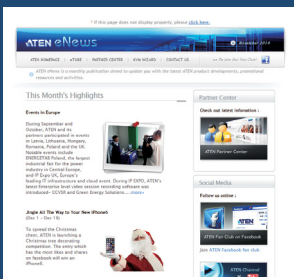 * If this page does not display properly, please click here.
ATEN eNews
November 2014
ATEN HOMEPAGE | eTUBE | PARTNER CENTER | KVM WIZARD | CONTACT US
ATEN eNews is a monthly publication aimed to update you with the latest ATEN product developments, promotional
resources and activities.
This Month's Highlights
Events in Europe
During September and
October, ATEN and its
partners participated in events
in Latvia, Lithuania, Hungary,
Romania, Poland and the UK.
Notable events include
ENERGETAB Poland, the largest
industrial fair for the power
industry in Central Europe,
and IP Expo UK, Europe's
leading IT infrastructure and cloud event. During IP EXPO, ATEN's
latest Enterprise level video session recording software was
introduced- CCVSR and Green Energy Solutions... more»
Jingle All The Way to Your New iPhone6
(Dec 1 ~ Dec 18)
To spread the Christmas
cheer, ATEN is launching a
Christmas tree decorating
competition. The entry which
has the most likes and shares
on facebook will win an
iPhone6.
Partner Center
Check out latest infomation :
ATEN Partner Center
Social Media
Follow us online :
ATEN Fan Club on Facebook
Join ATEN Facebook fan club
ATEN Channel